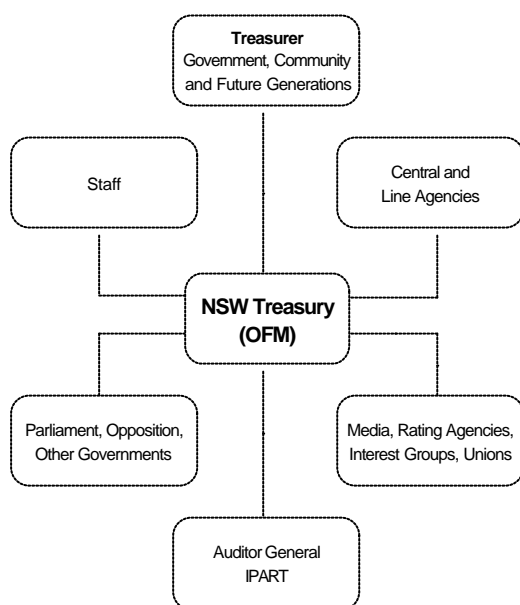 Treasurer
Government, Community
and Future Generations
Staff
Central and
Line Agencies
NSW Treasury
(OFM)
Parliament, Opposition,
Other Governments
Media, Rating Agencies,
Interest Groups, Unions
Auditor General
IPART